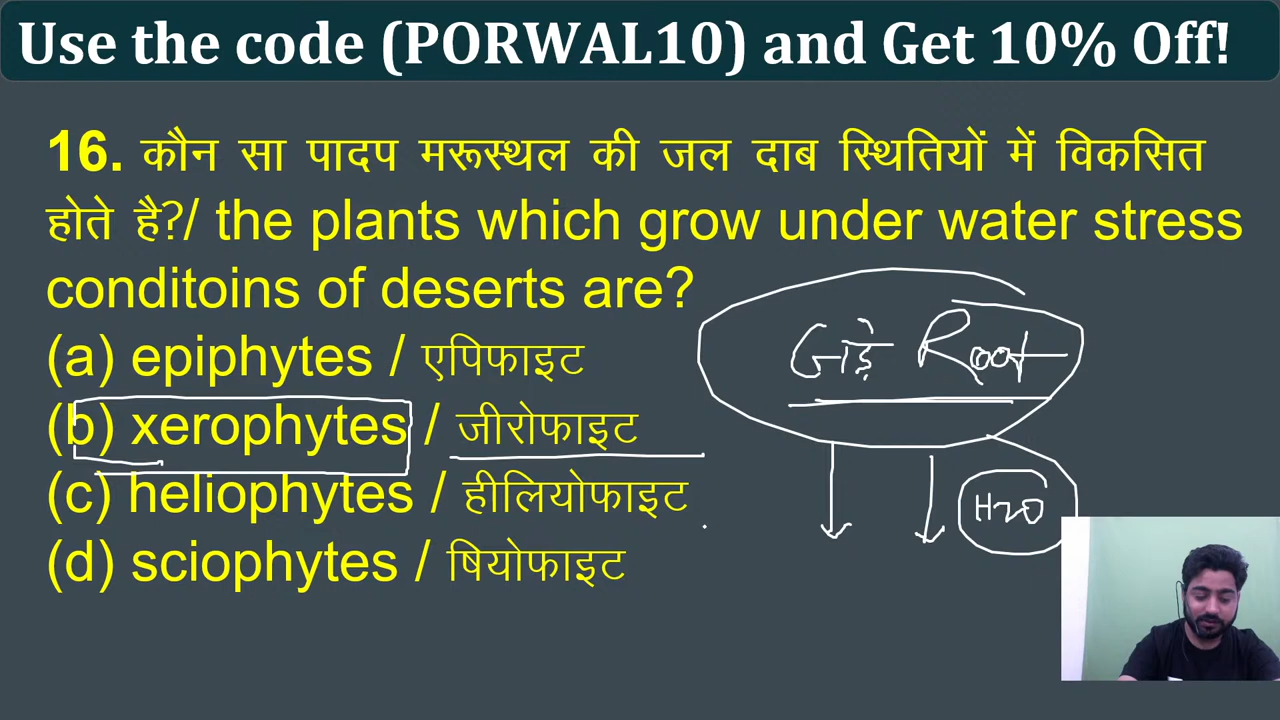 Use the code (PORWAL10) and Get 10% Off!
16. कौन सा पादप मरूस्थल की जल दाब स्थितियों में विकसित
होते है?/ the plants which grow under water stress
conditoins of deserts are?
(a) epiphytes / एपिफाइट
(b) xerophytes / जीरोफाइट
(c) heliophytes / हीलियोफाइट
(d) sciophytes / षियोफाइट
Root
H2O